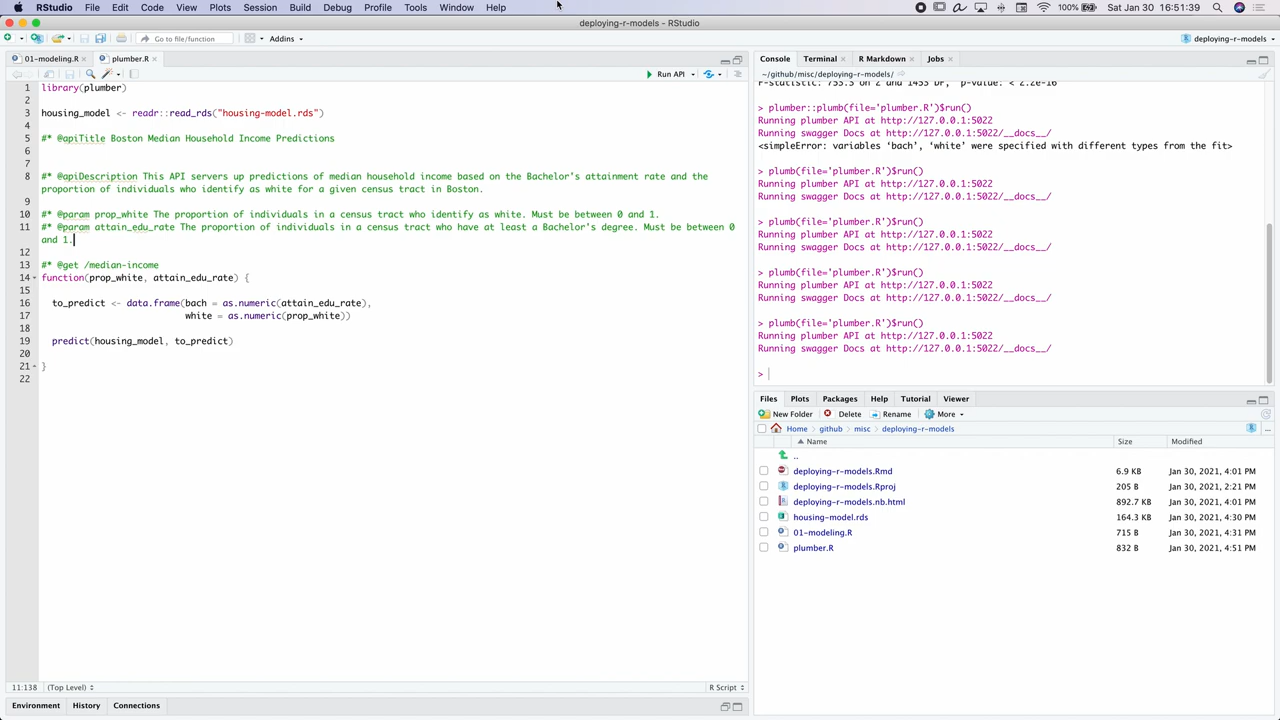 RStudio File Edit Code View Plots Session Build Debug Profile Tools Window Help 100% Sat Jan 30 16:51:39
deploying-r-models - RStudio
Go to file/function Addins deploying-r-models
01-modeling.R plumber.R
Run API
1 library(plumber)
2
3 housing_model <- readr::read_rds("housing-model.rds")
4
5 #* @apiTitle Boston Median Household Income Predictions
6
7
8 #* @apiDescription This API servers up predictions of median household income based on the Bachelor's attainment rate and the
proportion of individuals who identify as white for a given census tract in Boston.
9
10 #* @param prop_white The proportion of individuals in a census tract who identify as white. Must be between 0 and 1.
11 #* @param attain_edu_rate The proportion of individuals in a census tract who have at least a Bachelor's degree. Must be between 0
and 1.
12
13 #* @get /median-income
14 function(prop_white, attain_edu_rate) {
15
16 to_predict <- data.frame(bach = as.numeric(attain_edu_rate),
17 white = as.numeric(prop_white))
18
19 predict(housing_model, to_predict)
20
21 }
22
11:138 (Top Level) R Script
Environment History Connections
Console Terminal R Markdown Jobs
~/github/misc/deploying-r-models/
F-statistic: 753.3 on 2 and 1453 DF, p-value: < 2.2e-16
> plumber::plumb(file='plumber.R')$run()
Running plumber API at http://127.0.0.1:5022
Running swagger Docs at http://127.0.0.1:5022/__docs__/
<simpleError: variables ‘bach’, ‘white’ were specified with different types from the fit>
> plumb(file='plumber.R')$run()
Running plumber API at http://127.0.0.1:5022
Running swagger Docs at http://127.0.0.1:5022/__docs__/
> plumb(file='plumber.R')$run()
Running plumber API at http://127.0.0.1:5022
Running swagger Docs at http://127.0.0.1:5022/__docs__/
> plumb(file='plumber.R')$run()
Running plumber API at http://127.0.0.1:5022
Running swagger Docs at http://127.0.0.1:5022/__docs__/
> plumb(file='plumber.R')$run()
Running plumber API at http://127.0.0.1:5022
Running swagger Docs at http://127.0.0.1:5022/__docs__/
>
Files Plots Packages Help Tutorial Viewer
New Folder Delete Rename More
Home github misc deploying-r-models
Name Size Modified
..
deploying-r-models.Rmd 6.9 KB Jan 30, 2021, 4:01 PM
deploying-r-models.Rproj 205 B Jan 30, 2021, 2:21 PM
deploying-r-models.nb.html 892.7 KB Jan 30, 2021, 4:01 PM
housing-model.rds 164.3 KB Jan 30, 2021, 4:30 PM
01-modeling.R 715 B Jan 30, 2021, 4:31 PM
plumber.R 832 B Jan 30, 2021, 4:51 PM